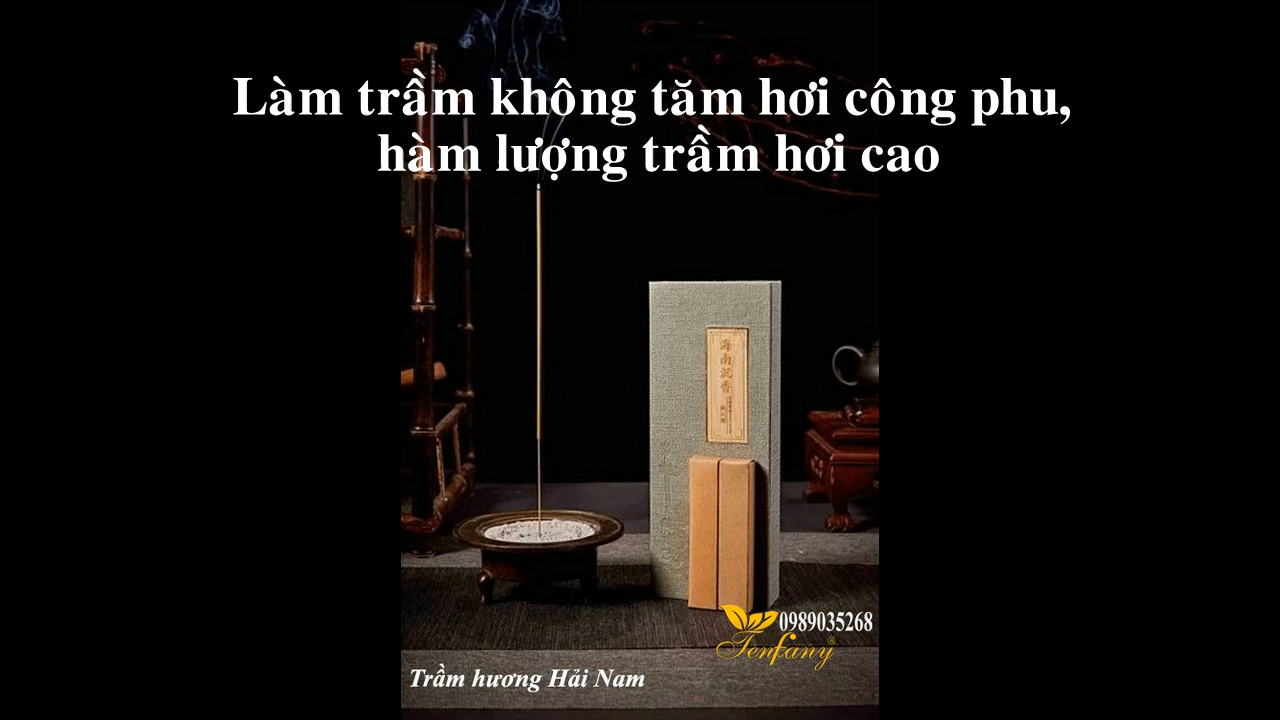 Làm trầm không tăm hơi công phu,
hàm lượng trầm hơi cao
海南沉香
0989035268
Tenfany
Trầm hương Hải Nam